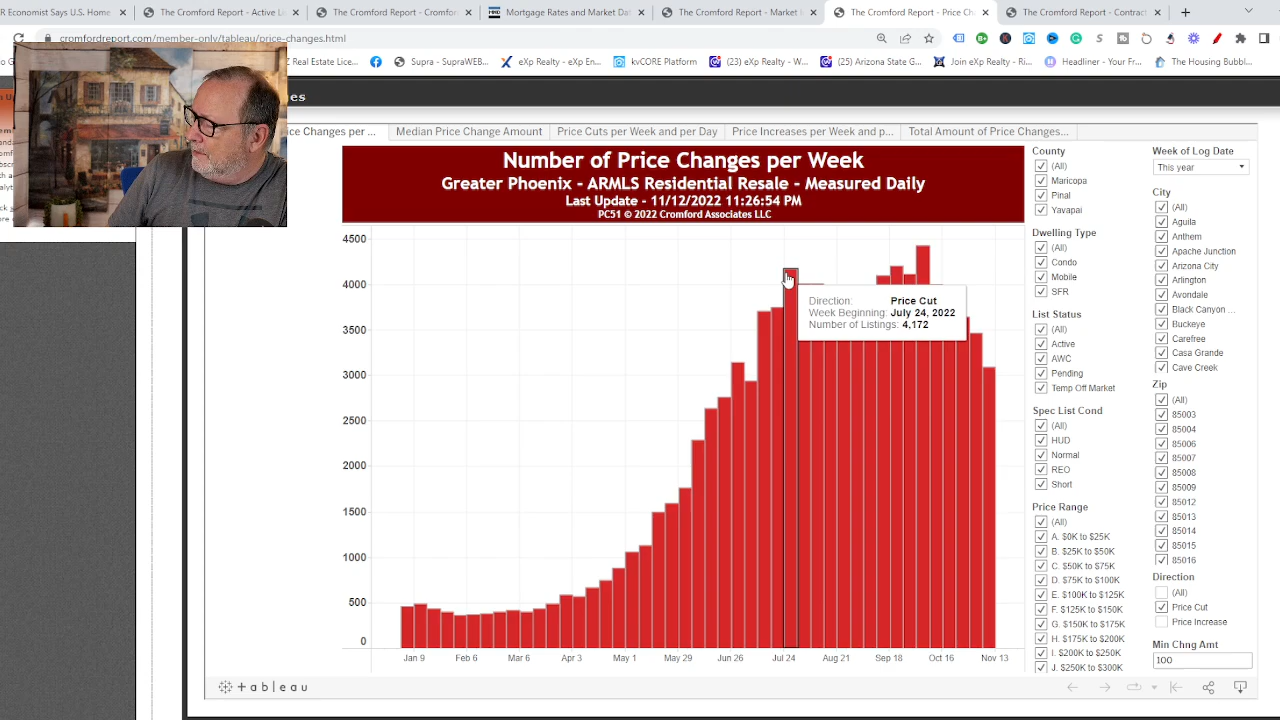 R Economist Says U.S. Home
The Cromford Report - Active L
The Cromford Report - Cromfor
Mortgage Rates and Market Da
The Cromford Report - Market
The Cromford Report - Price Ch
The Cromford Report - Contract
cromfordreport.com/member-only/tableau/price-changes.html
Z Real Estate Lice...
Supra - SupraWEB...
eXp Realty - eXp En...
kvCORE Platform
(23) eXp Realty - W...
(25) Arizona State G...
Join eXp Realty - Ri...
Headliner - Your Fr...
The Housing Bubbl...
es
Price Changes per ...
Median Price Change Amount
Price Cuts per Week and per Day
Price Increases per Week and p...
Total Amount of Price Changes...
Number of Price Changes per Week
Greater Phoenix - ARMLS Residential Resale - Measured Daily
Last Update - 11/12/2022 11:26:54 PM
PC51 © 2022 Cromford Associates LLC
4500
4000
3500
3000
2500
2000
1500
1000
500
0
Direction: Price Cut
Week Beginning: July 24, 2022
Number of Listings: 4,172
Jan 9
Feb 6
Mar 6
Apr 3
May 1
May 29
Jun 26
Jul 24
Aug 21
Sep 18
Oct 16
Nov 13
County
(All)
Maricopa
Pinal
Yavapai
Dwelling Type
(All)
Condo
Mobile
SFR
List Status
(All)
Active
AWC
Pending
Temp Off Market
Spec List Cond
(All)
HUD
Normal
REO
Short
Price Range
(All)
A. $0K to $25K
B. $25K to $50K
C. $50K to $75K
D. $75K to $100K
E. $100K to $125K
F. $125K to $150K
G. $150K to $175K
H. $175K to $200K
I. $200K to $250K
J. $250K to $300K
Week of Log Date
This year
City
(All)
Aguila
Anthem
Apache Junction
Arizona City
Arlington
Avondale
Black Canyon ...
Buckeye
Carefree
Casa Grande
Cave Creek
Zip
(All)
85003
85004
85006
85007
85008
85009
85012
85013
85014
85015
85016
Direction
(All)
Price Cut
Price Increase
Min Chng Amt
100
+ a b l e a u